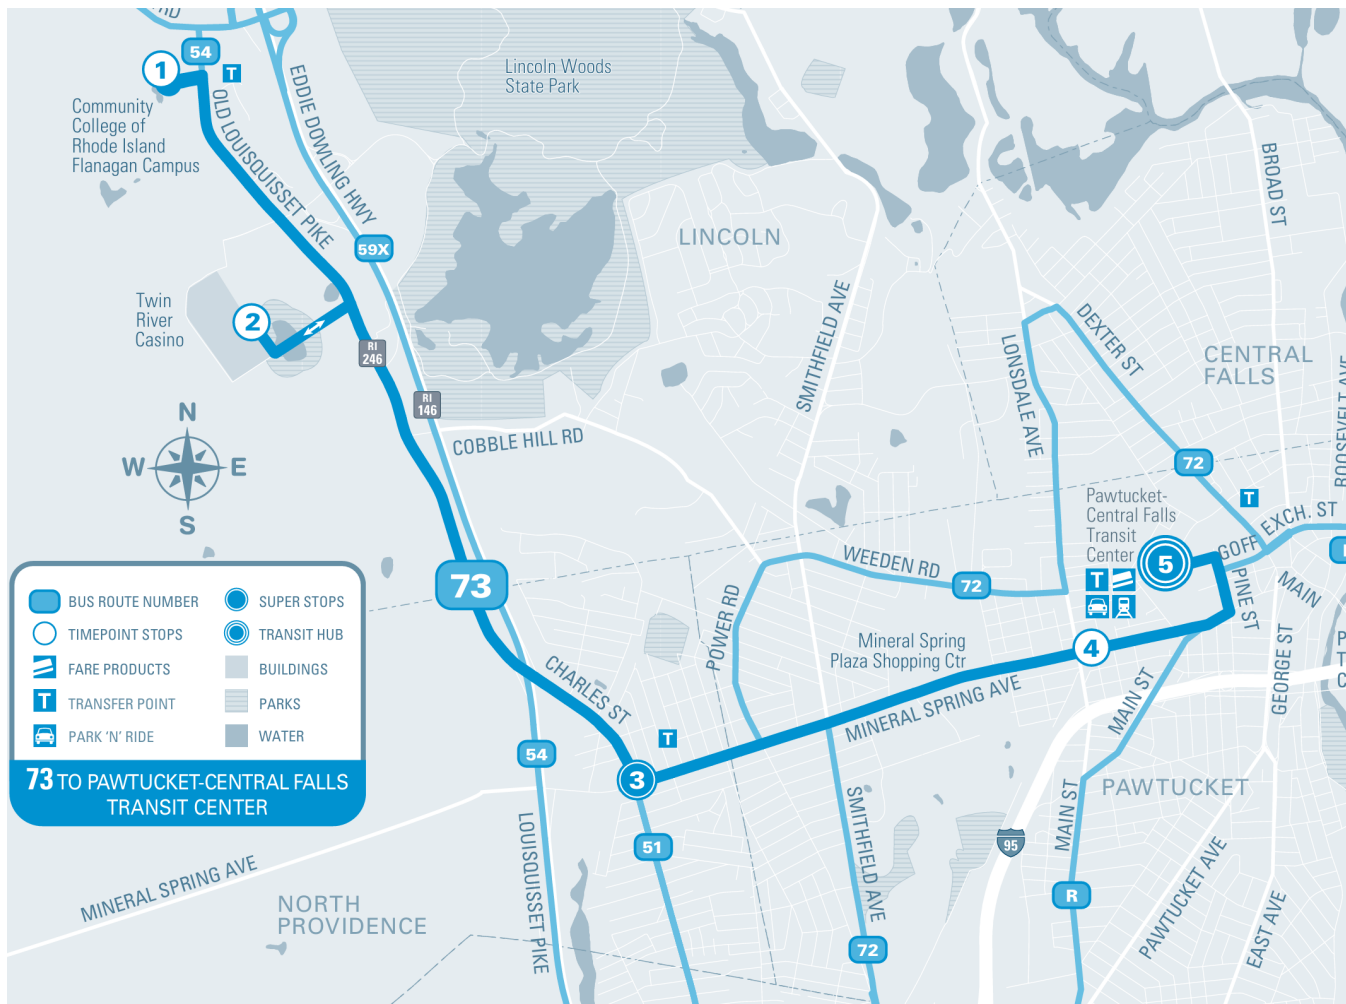 RD
54
1
T
Community
College of
Rhode Island
Flanagan Campus
OLD LOUISQUISSET PIKE
EDDIE DOWLING HWY
Lincoln Woods
State Park
59X
LINCOLN
BROAD ST
Twin
River
Casino
2
RI
246
RI
146
SMITHFIELD AVE
LONSDALE AVE
DEXTER ST
CENTRAL
FALLS
ROOSEVELT AVE
COBBLE HILL RD
N
W
E
S
72
T
Pawtucket-
Central Falls
Transit
Center
5
T
GOFF
EXCH. ST
PINE ST
MAIN
WEEDEN RD
72
POWER RD
73
Mineral Spring
Plaza Shopping Ctr
4
GEORGE ST
P
T
C
CHARLES ST
MINERAL SPRING AVE
MAIN ST
T
3
54
BUS ROUTE NUMBER
SUPER STOPS
TIMEPOINT STOPS
TRANSIT HUB
FARE PRODUCTS
BUILDINGS
T
TRANSFER POINT
PARKS
PARK 'N' RIDE
WATER
73 TO PAWTUCKET-CENTRAL FALLS
TRANSIT CENTER
PAWTUCKET
MAIN ST
95
51
LOUISQUISSET PIKE
SMITHFIELD AVE
MINERAL SPRING AVE
NORTH
PROVIDENCE
R
PAWTUCKET AVE
EAST AVE
72